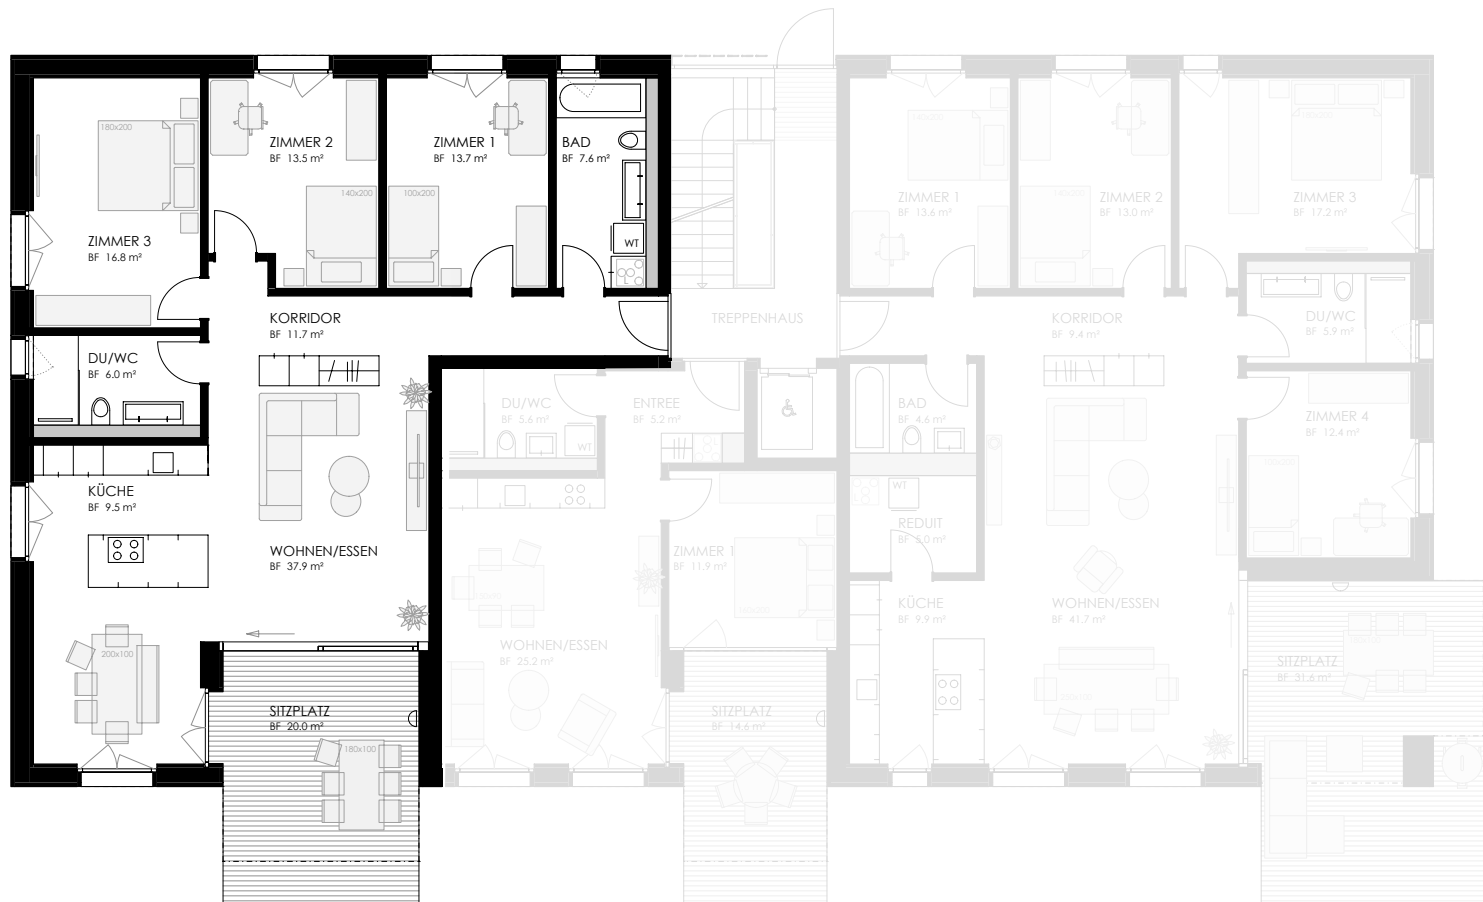 180x200
ZIMMER 3
BF 16.8 m²
ZIMMER 2
BF 13.5 m²
140x200
ZIMMER 1
BF 13.7 m²
100x200
BAD
BF 7.6 m²
WT
L
KORRIDOR
BF 11.7 m²
DU/WC
BF 6.0 m²
KÜCHE
BF 9.5 m²
WOHNEN/ESSEN
BF 37.9 m²
200x100
SITZPLATZ
BF 20.0 m²
180x100
TREPPENHAUS
DU/WC
BF 5.6 m²
WT
ENTREE
BF 5.2 m²
ZIMMER 1
BF 11.9 m²
WOHNEN/ESSEN
BF 25.2 m²
SITZPLATZ
BF 14.6 m²
ZIMMER 1
BF 13.6 m²
ZIMMER 2
BF 13.0 m²
ZIMMER 3
BF 17.2 m²
KORRIDOR
BF 9.4 m²
DU/WC
BF 5.9 m²
BAD
BF 4.6 m²
ZIMMER 4
BF 12.4 m²
WT
REDUIT
BF 5.0 m²
KÜCHE
BF 9.9 m²
WOHNEN/ESSEN
BF 41.7 m²
SITZPLATZ
BF 31.6 m²